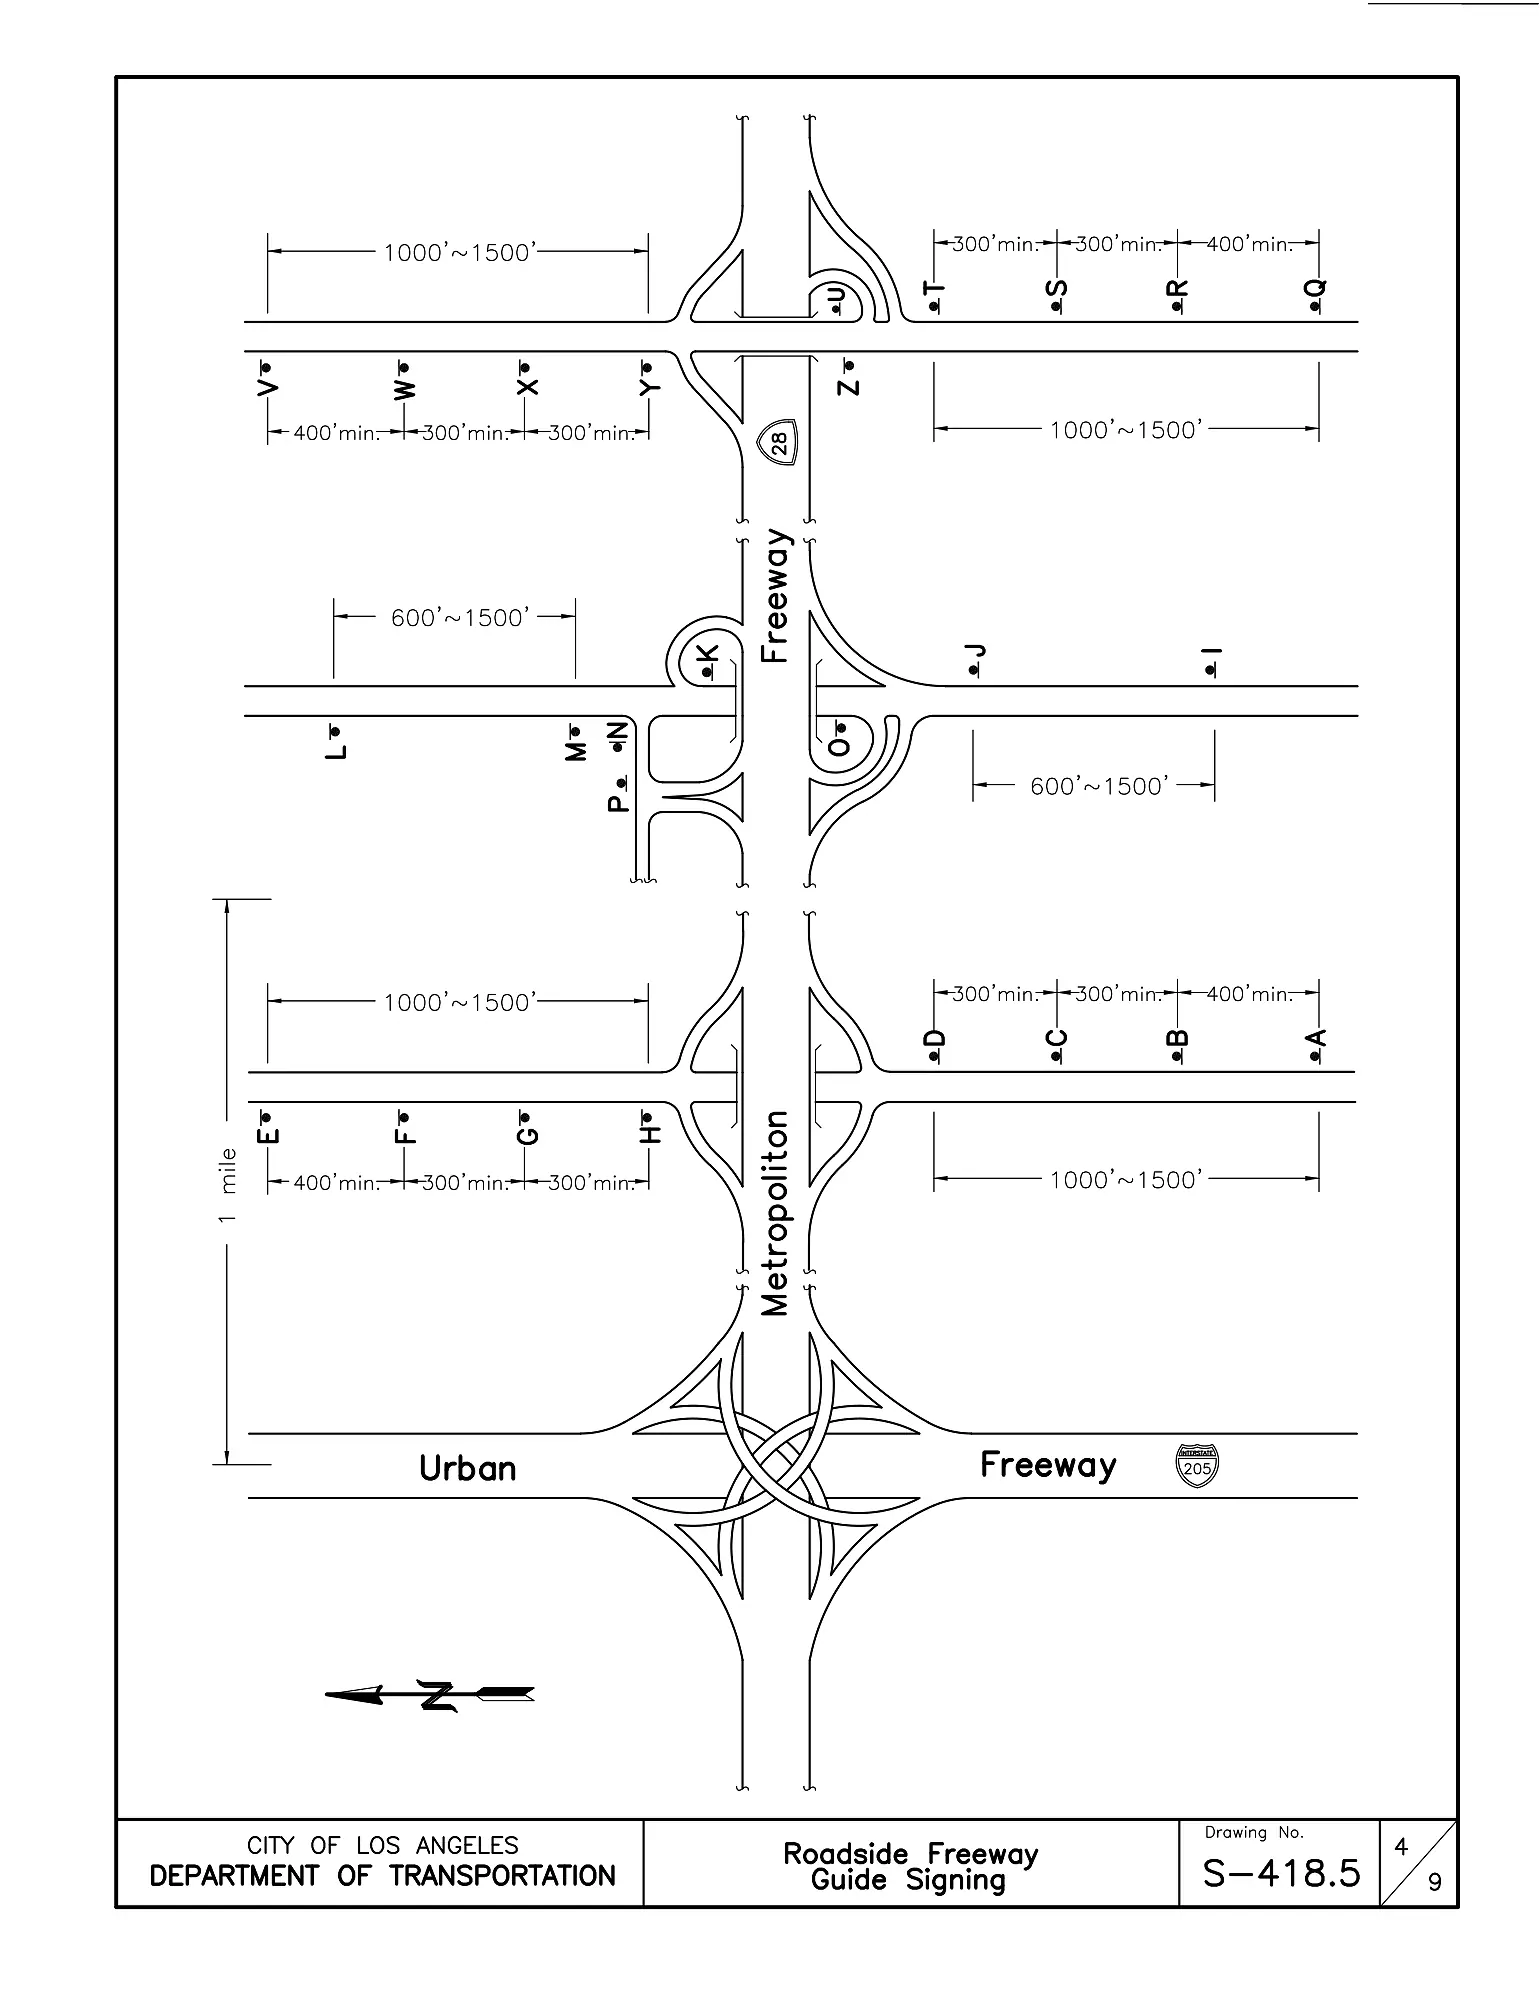 1000'~1500'
300'min.
300'min.
400'min.
U
T
S
R
Q
V
W
X
Y
Z
400'min.
300'min.
300'min.
1000'~1500'
28
Metropoliton Freeway
600'~1500'
K
J
I
L
M
N
O
P
600'~1500'
1 mile
1000'~1500'
300'min.
300'min.
400'min.
D
C
B
A
E
F
G
H
400'min.
300'min.
300'min.
1000'~1500'
Urban Freeway
INTERSTATE
205
N
CITY OF LOS ANGELES
DEPARTMENT OF TRANSPORTATION
Roadside Freeway
Guide Signing
Drawing No.
S-418.5
4/9